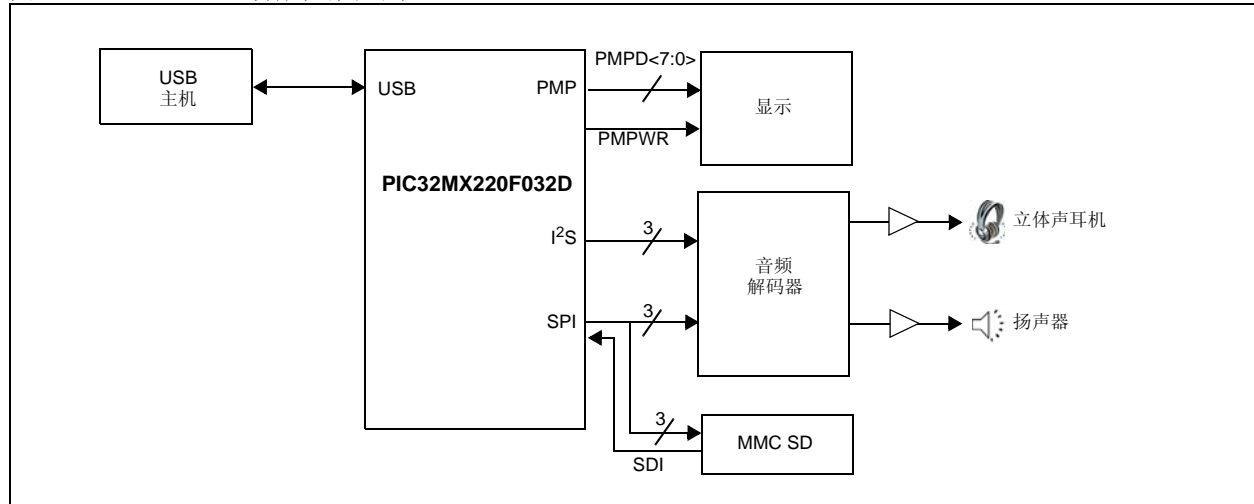 USB
主机
USB
PMP
PMPD<7:0>
显示
PMPWR
PIC32MX220F032D
I²S
3
音频
解码器
立体声耳机
SPI
3
扬声器
3
SDI
MMC SD